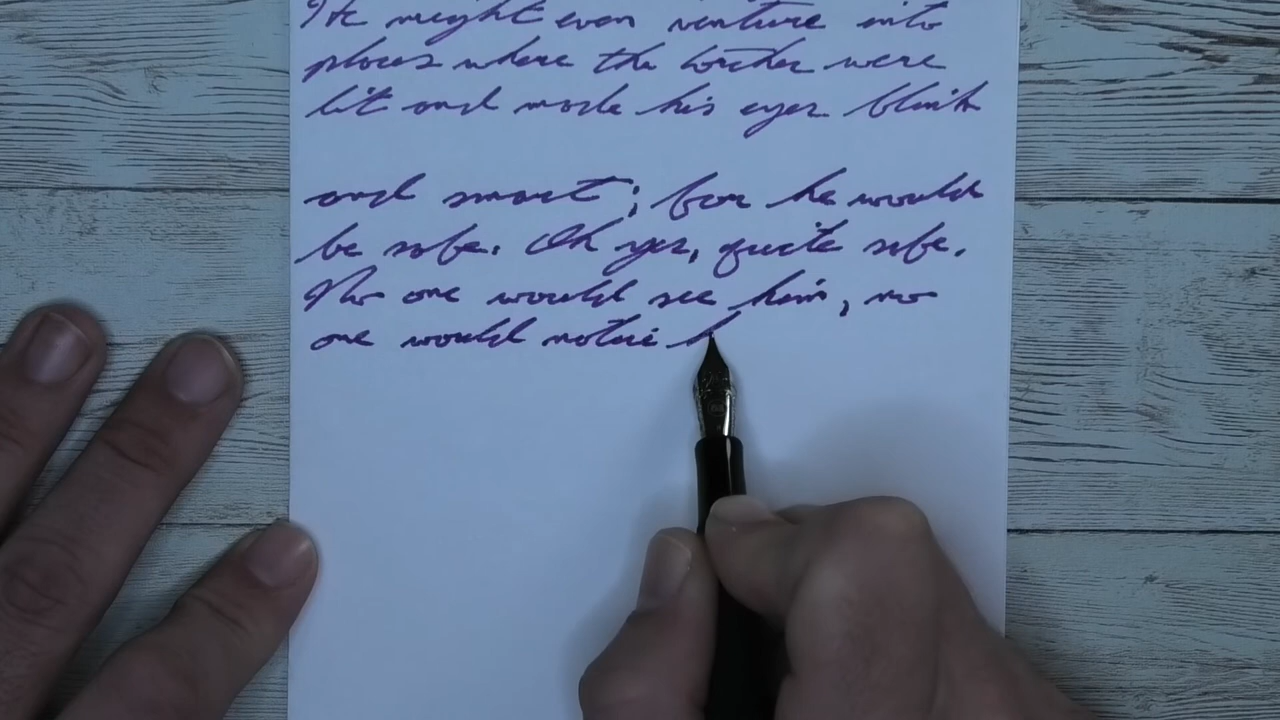 He might even venture into
places where the torches were
lit and made his eyes blink
and smart; for he would
be safe. Oh yes, quite safe.
No one would see him, no
one would notice h